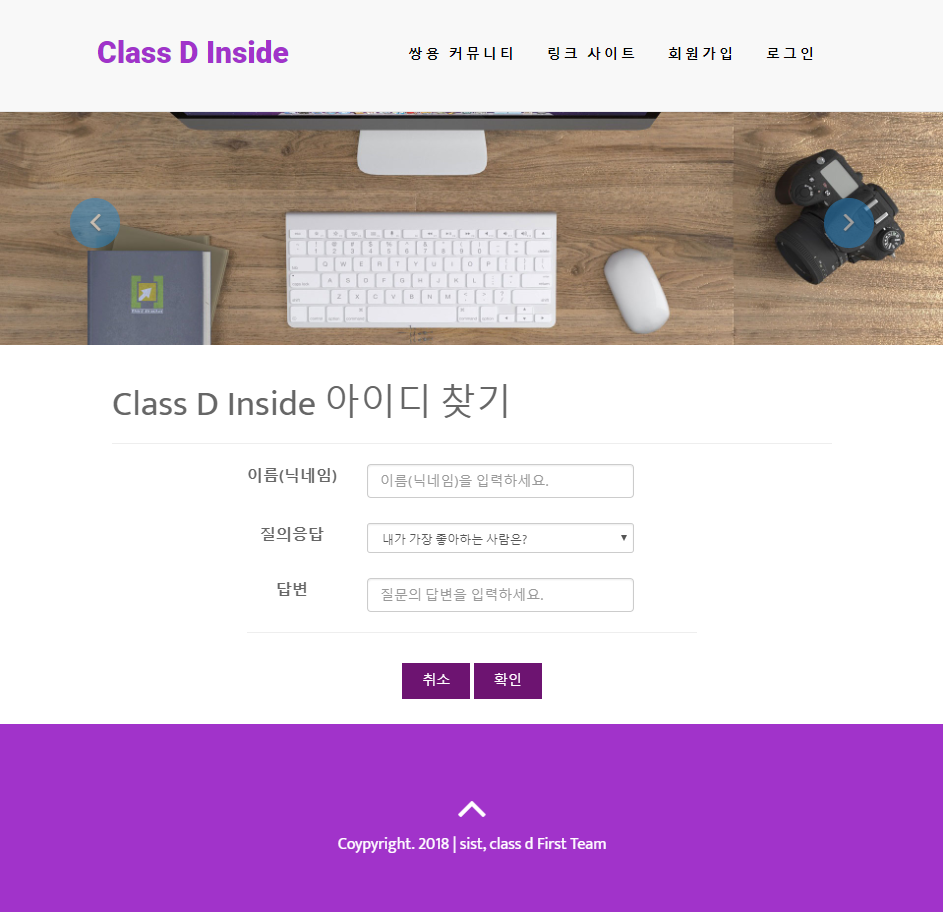 Class D Inside
쌍용 커뮤니티 링크 사이트 회원가입 로그인
Class D Inside 아이디 찾기
이름(닉네임) 이름(닉네임)을 입력하세요.
질의응답 내가 가장 좋아하는 사람은?
답변 질문의 답변을 입력하세요.
취소 확인
Coypyright. 2018 | sist, class d First Team